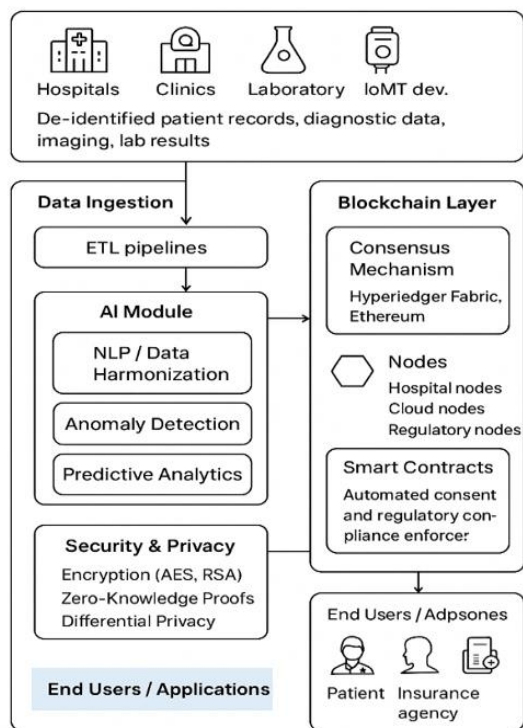 Hospitals
Clinics
Laboratory
IoMT dev.
De-identified patient records, diagnostic data,
imaging, lab results
Data Ingestion
ETL pipelines
AI Module
NLP / Data
Harmonization
Anomaly Detection
Predictive Analytics
Security & Privacy
Encryption (AES, RSA)
Zero-Knowledge Proofs
Differential Privacy
End Users / Applications
Blockchain Layer
Consensus
Mechanism
Hyperiedger Fabric,
Ethereum
Nodes
Hospital nodes
Cloud nodes
Regulatory nodes
Smart Contracts
Automated consent
and regulatory con-
pliance enforcer
End Users / Adpsones
Patient
Insurance
agency